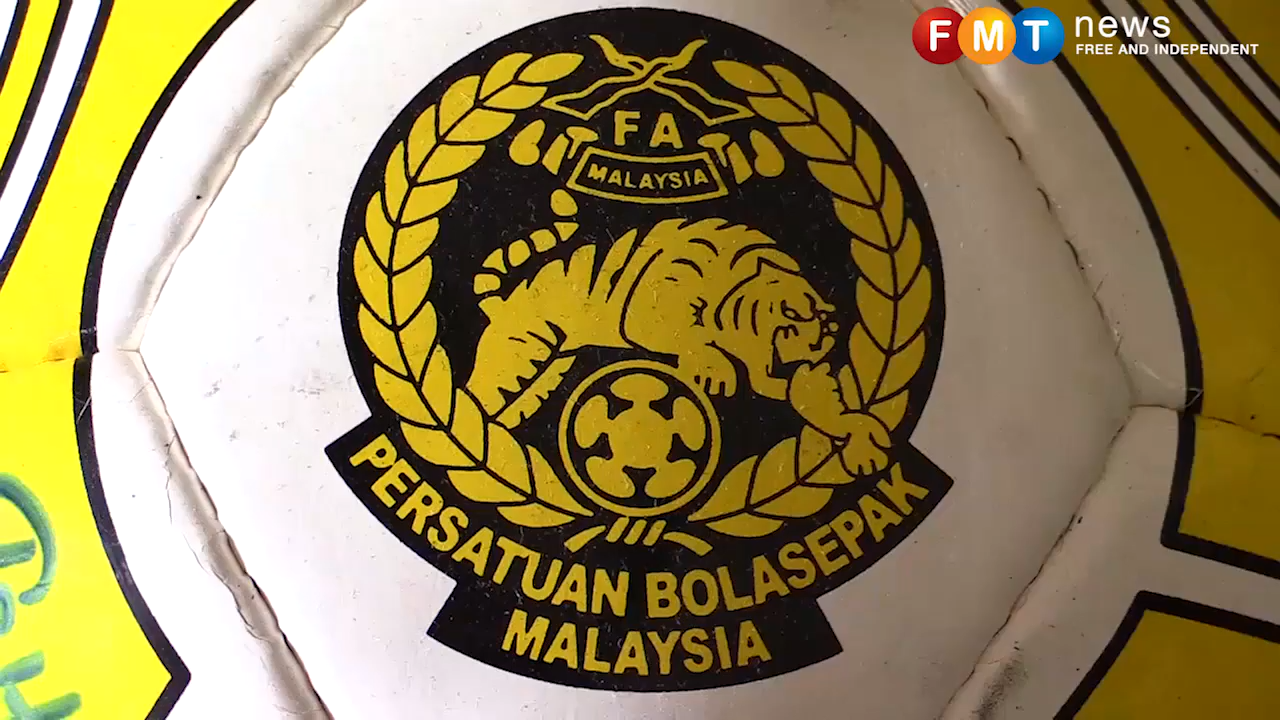 FMT news
FREE AND INDEPENDENT
FA
MALAYSIA
PERSATUAN BOLASEPAK
MALAYSIA